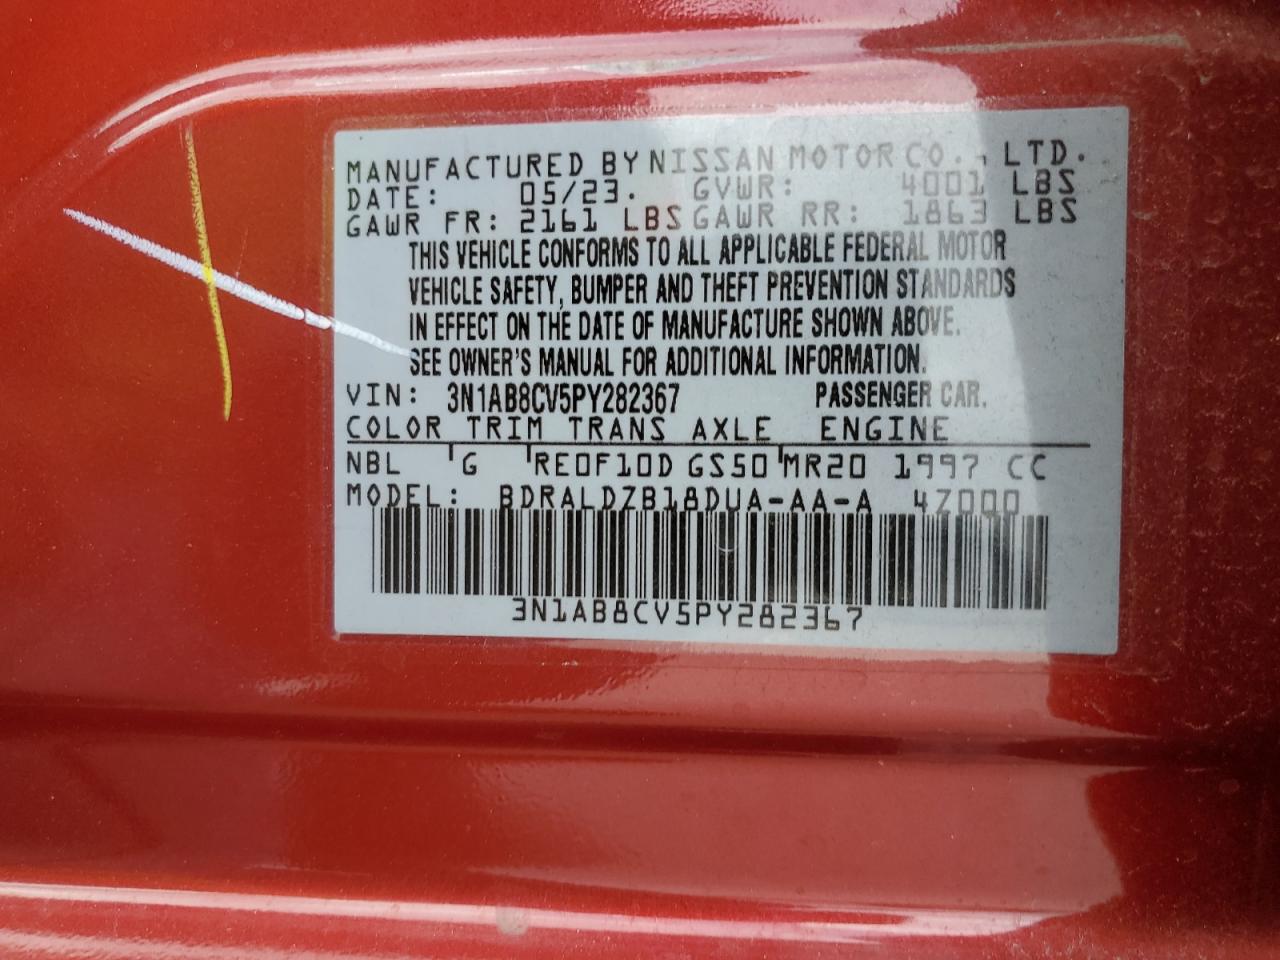 MANUFACTURED BY NISSAN MOTOR CO., LTD.
DATE: 05/23. GVWR: 4001 LBS
GAWR FR: 2161 LBS GAWR RR: 1863 LBS
THIS VEHICLE CONFORMS TO ALL APPLICABLE FEDERAL MOTOR
VEHICLE SAFETY, BUMPER AND THEFT PREVENTION STANDARDS
IN EFFECT ON THE DATE OF MANUFACTURE SHOWN ABOVE.
SEE OWNER'S MANUAL FOR ADDITIONAL INFORMATION.
VIN: 3N1AB8CV5PY282367 PASSENGER CAR.
COLOR TRIM TRANS AXLE ENGINE
NBL G RE0F10D GS50 MR20 1997 CC
MODEL: BDRALDZB18DUA-AA-A 4Z000
3N1AB8CV5PY282367